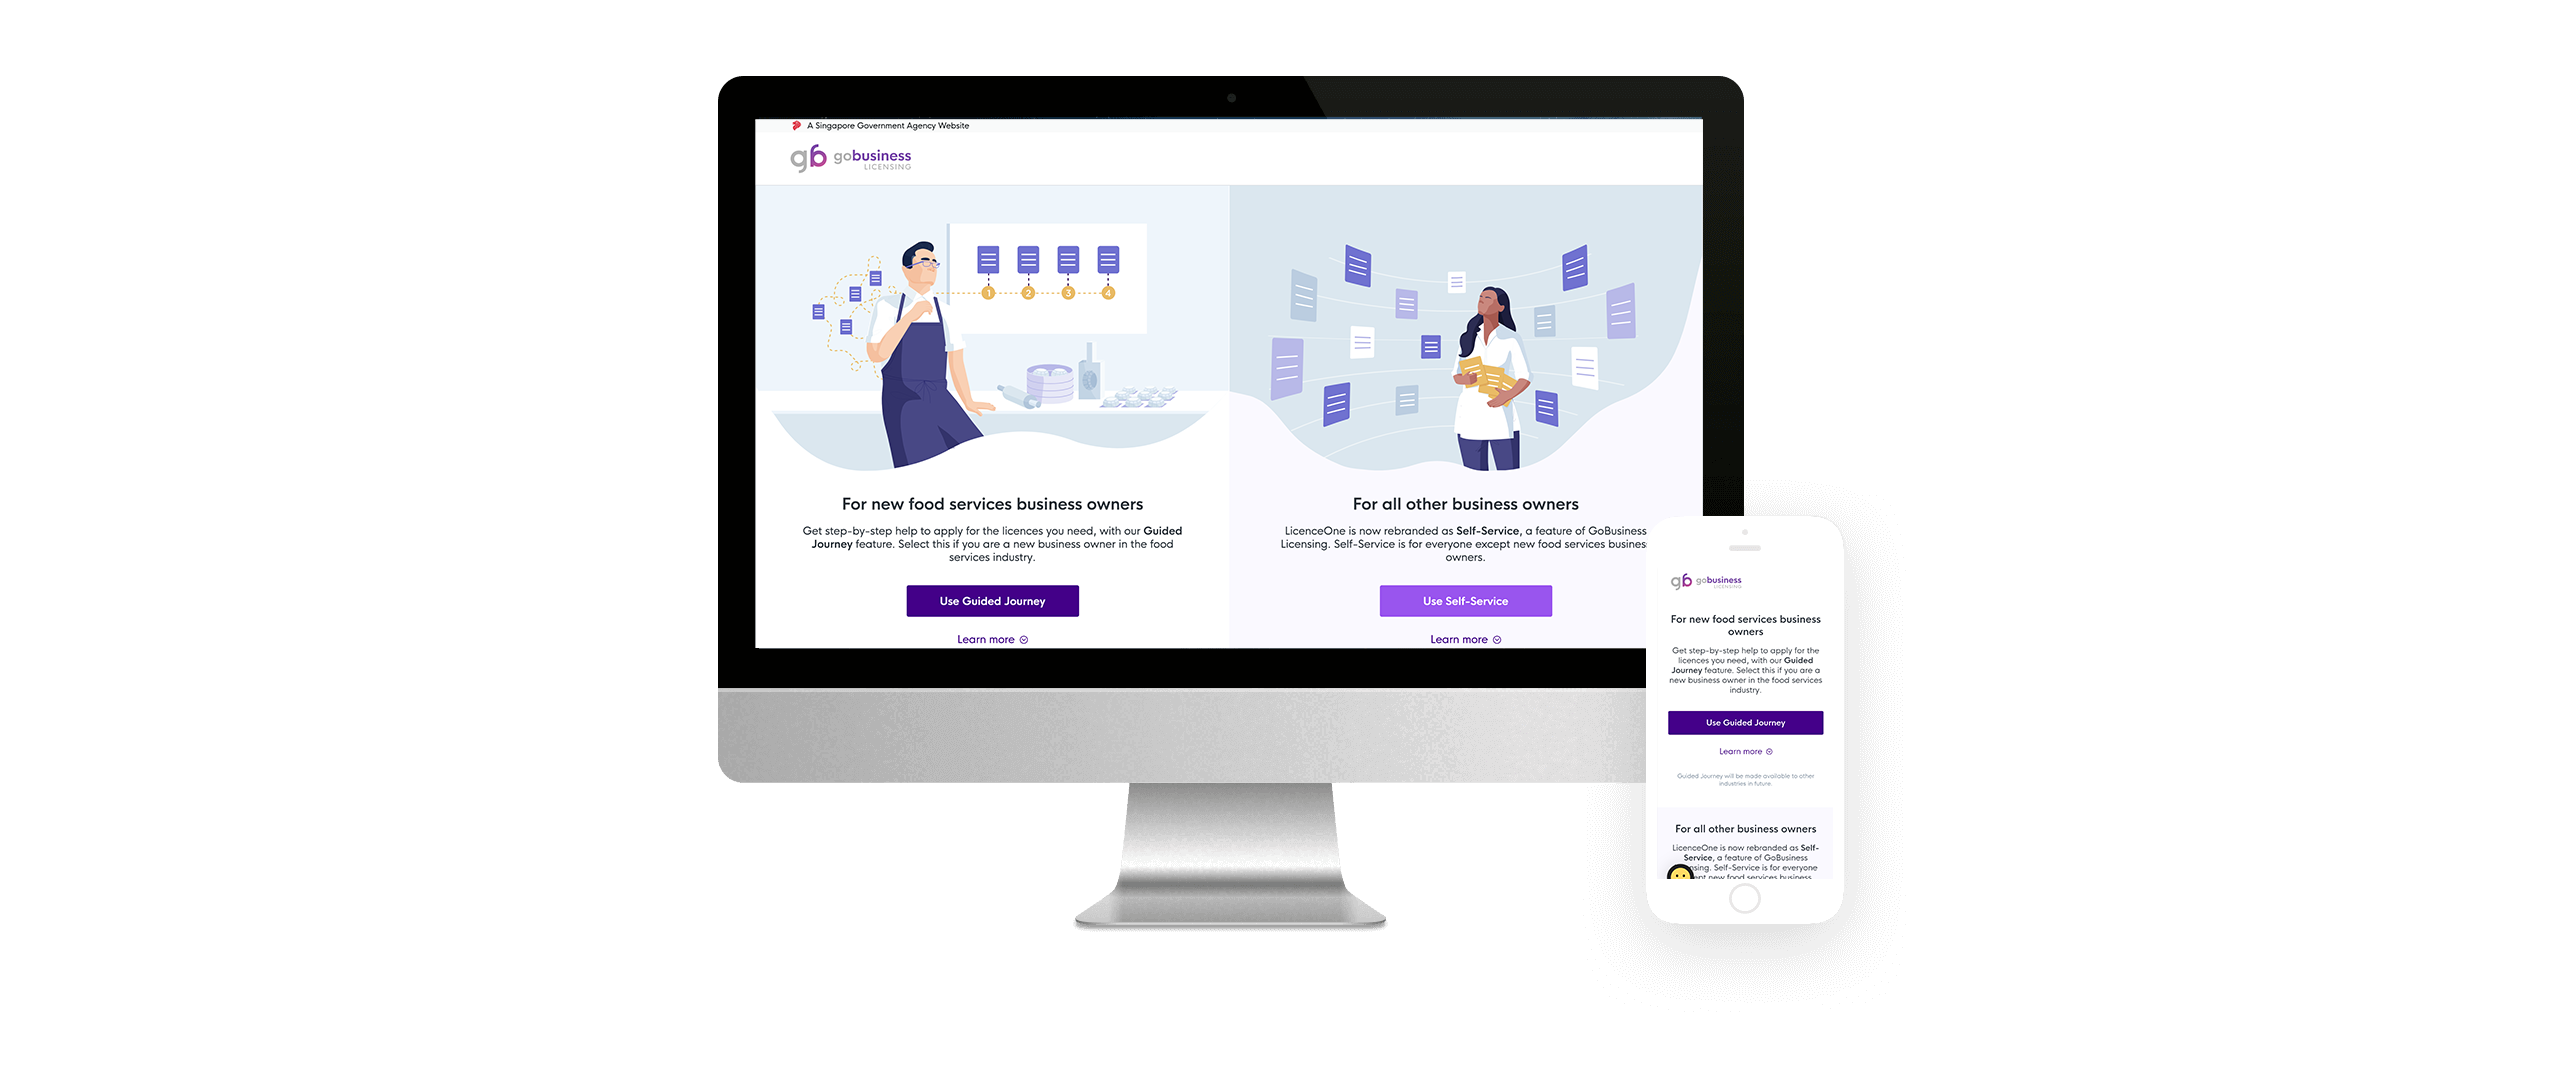 A Singapore Government Agency Website
gb gobusiness
LICENSING
1 2 3 4
For new food services business owners
Get step-by-step help to apply for the licences you need, with our Guided
Journey feature. Select this if you are a new business owner in the food
services industry.
Use Guided Journey
Learn more
For all other business owners
LicenceOne is now rebranded as Self-Service, a feature of GoBusiness
Licensing. Self-Service is for everyone except new food services busines
owners.
Use Self-Service
Learn more
gb gobusiness
LICENSING
For new food services business
owners
Get step-by-step help to apply for the
licences you need, with our Guided
Journey feature. Select this if you are a
new business owner in the food services
industry.
Use Guided Journey
Learn more
Guided Journey will be made available to other
industries in future.
For all other business owners
LicenceOne is now rebranded as Self-
Service, a feature of GoBusiness
nsing. Self-Service is for everyone
ept new food services business